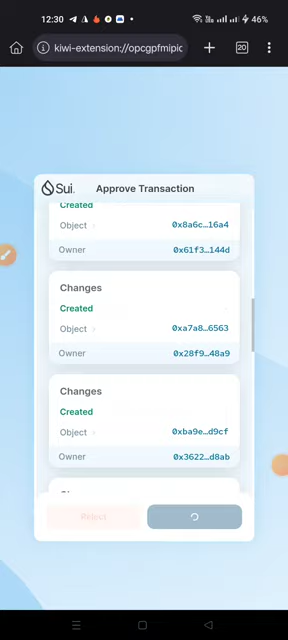 12:30
46%
kiwi-extension://opcgpfmipic
20
Sui.
Approve Transaction
Created
Object
0x8a6c…16a4
Owner
0x61f3…144d
Changes
Created
Object
0xa7a8…6563
Owner
0x28f9…48a9
Changes
Created
Object
0xba9e…d9cf
Owner
0x3622…d8ab
Reject